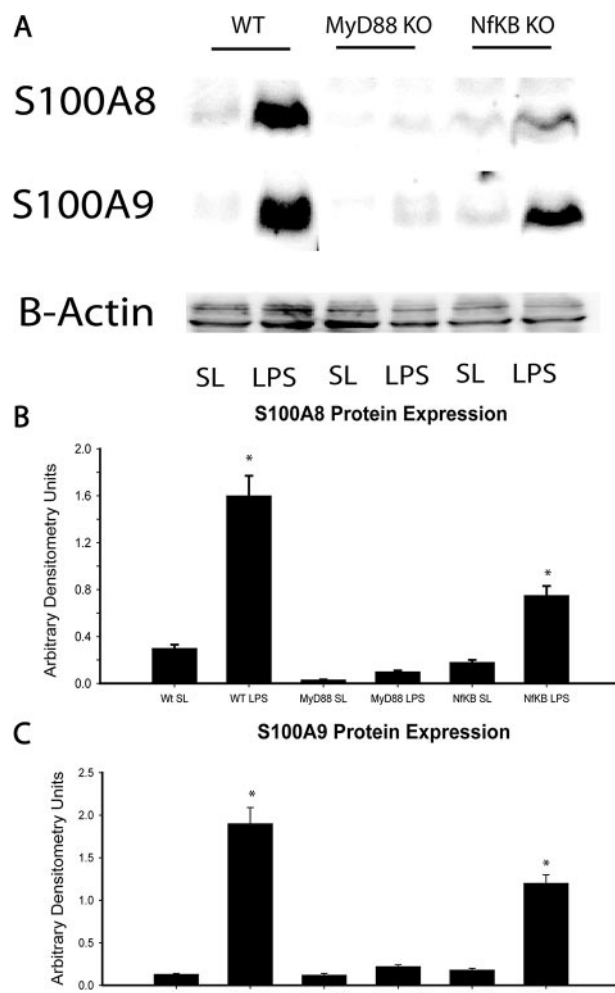 A
WT MyD88 KO NfKB KO
S100A8
S100A9
B-Actin
SL LPS SL LPS SL LPS
B
S100A8 Protein Expression
Arbitrary Densitometry Units
2.0
1.6
1.2
0.8
0.4
0.0
*
*
Wt SL WT LPS MyD88 SL MyD88 LPS NfKB SL NfKB LPS
C
S100A9 Protein Expression
Arbitrary Densitometry Units
2.5
2.0
1.5
1.0
0.5
0.0
*
*